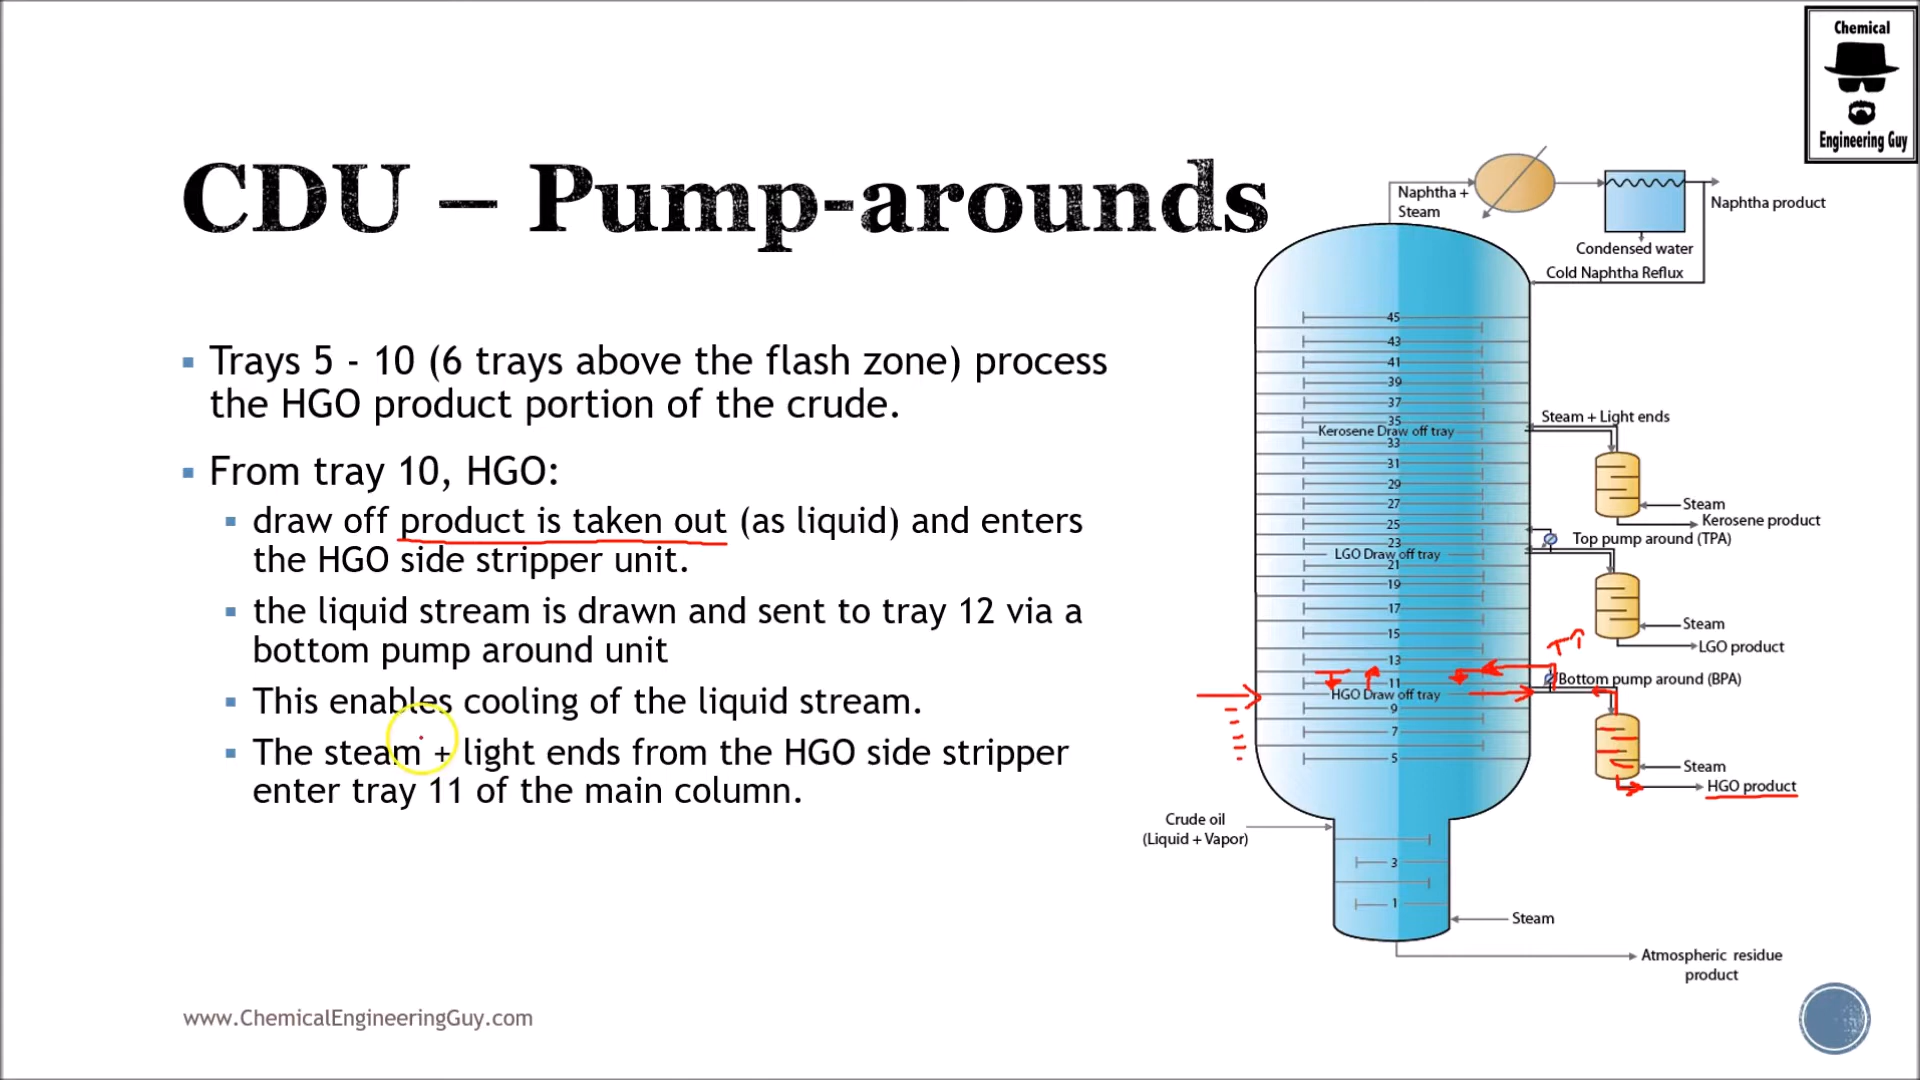 Chemical
Engineering Guy
CDU – Pump-arounds
Trays 5 - 10 (6 trays above the flash zone) process
the HGO product portion of the crude.
From tray 10, HGO:
draw off product is taken out (as liquid) and enters
the HGO side stripper unit.
the liquid stream is drawn and sent to tray 12 via a
bottom pump around unit
This enables cooling of the liquid stream.
The steam + light ends from the HGO side stripper
enter tray 11 of the main column.
www.ChemicalEngineeringGuy.com
Naphtha +
Steam
Naphtha product
Condensed water
Cold Naphtha Reflux
45
43
41
39
37
35
Kerosene Draw off tray
33
31
29
27
25
23
LGO Draw off tray
21
19
17
15
13
11
HGO Draw off tray
9
7
5
3
1
Steam + Light ends
Steam
Kerosene product
Top pump around (TPA)
Steam
LGO product
Bottom pump around (BPA)
Steam
HGO product
Crude oil
(Liquid + Vapor)
Steam
Atmospheric residue
product